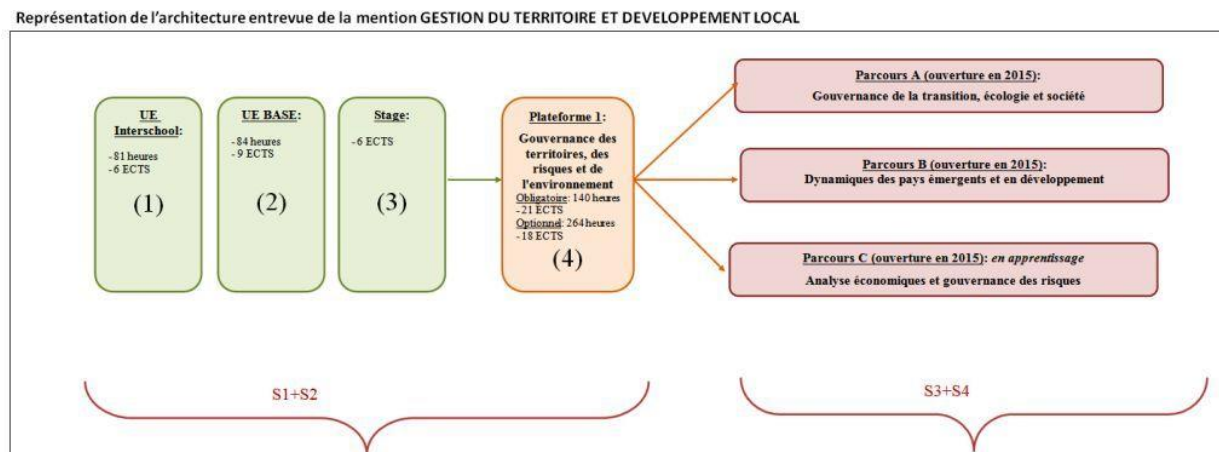 Représentation de l'architecture entrevue de la mention GESTION DU TERRITOIRE ET DEVELOPPEMENT LOCAL
UE
Interschool:
- 81 heures
- 6 ECTS
(1)
UE BASE:
- 84 heures
- 9 ECTS
(2)
Stage:
- 6 ECTS
(3)
Plateforme 1:
Gouvernance des
territoires, des
risques et de
l'environnement
Obligatoire: 140 heures
- 21 ECTS
Optionnel: 264 heures
- 18 ECTS
(4)
Parcours A (ouverture en 2015):
Gouvernance de la transition, écologie et société
Parcours B (ouverture en 2015):
Dynamiques des pays émergents et en développement
Parcours C (ouverture en 2015): en apprentissage
Analyse économiques et gouvernance des risques
S1+S2
S3+S4